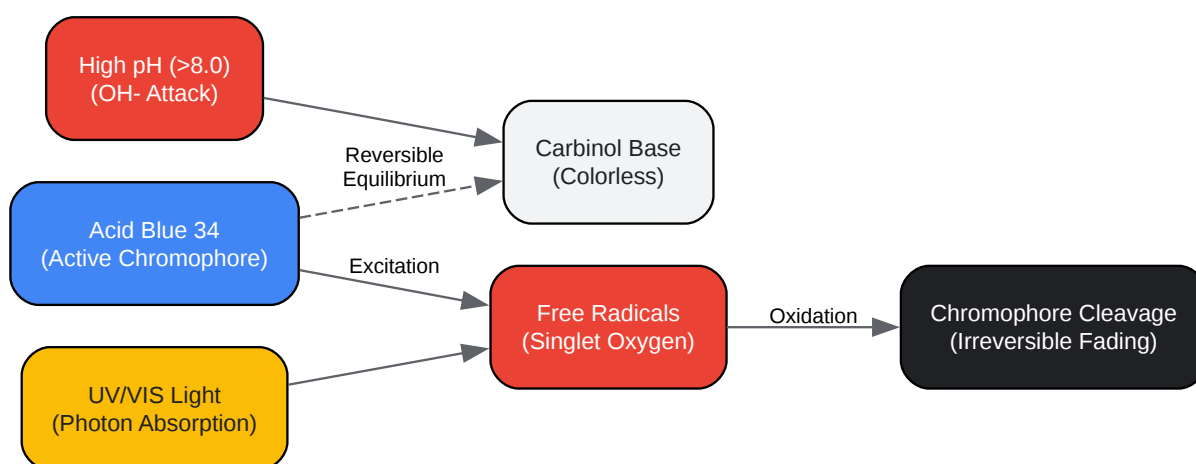 High pH (>8.0)
(OH- Attack)
Carbinol Base
(Colorless)
Reversible
Equilibrium
Acid Blue 34
(Active Chromophore)
Excitation
Free Radicals
(Singlet Oxygen)
Oxidation
Chromophore Cleavage
(Irreversible Fading)
UV/VIS Light
(Photon Absorption)